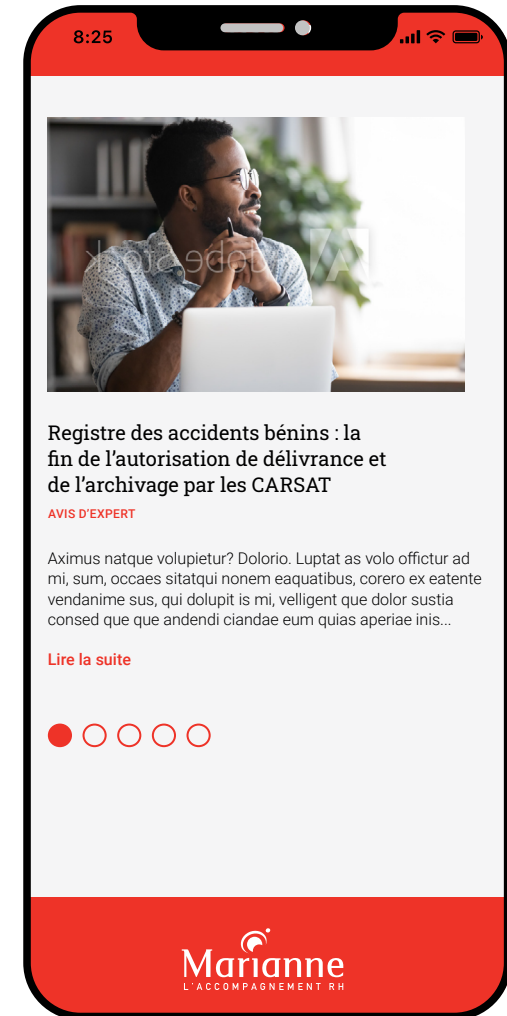 8:25
Adobe Stock
Registre des accidents bénins : la
fin de l’autorisation de délivrance et
de l’archivage par les CARSAT
AVIS D’EXPERT
Aximus natque volupietur? Dolorio. Luptat as volo offictur ad
mi, sum, occaes sitatqui nonem eaquatibus, corero ex eatente
vendanime sus, qui dolupit is mi, velligent que dolor sustia
consed que que andendi ciandae eum quias aperiae inis...
Lire la suite
Marianne
L’ACCOMPAGNEMENT RH